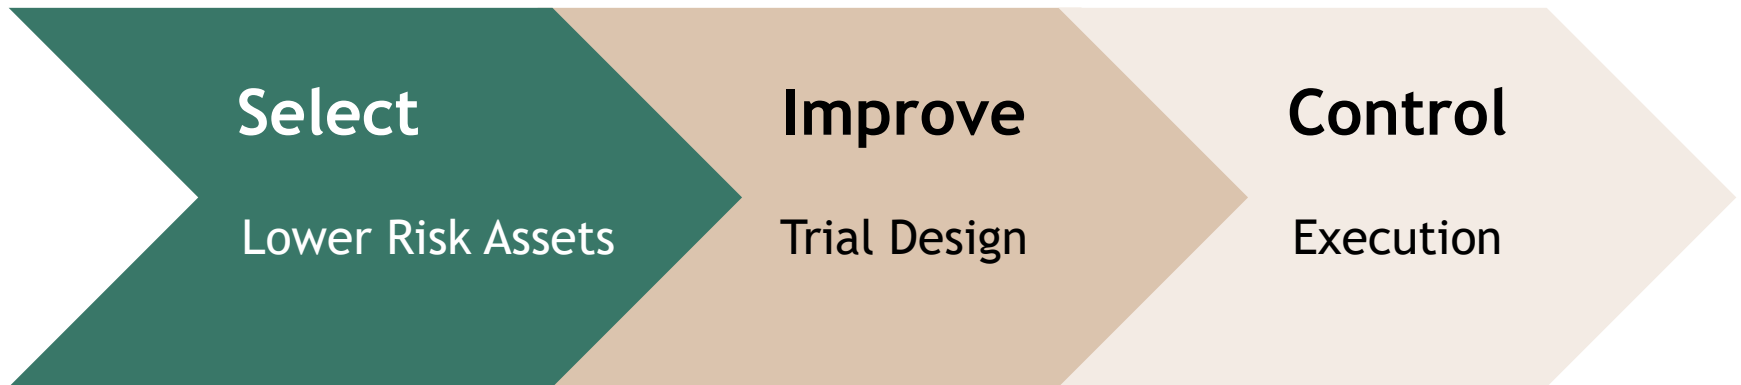 Select
Lower Risk Assets
Improve
Trial Design
Control
Execution